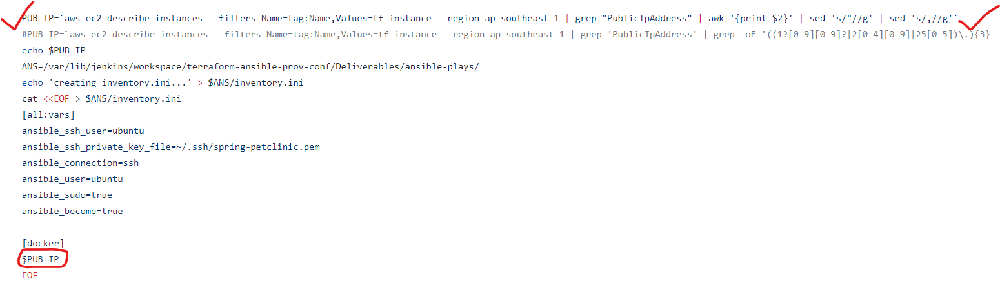 PUB_IP=`aws ec2 describe-instances --filters Name=tag:Name,Values=tf-instance --region ap-southeast-1 | grep "PublicIpAddress" | awk '{print $2}' | sed 's/"//g' | sed 's/,//g'`
#PUB_IP=`aws ec2 describe-instances --filters Name=tag:Name,Values=tf-instance --region ap-southeast-1 | grep 'PublicIpAddress' | grep -oE '((1?[0-9][0-9]?|2[0-4][0-9]|25[0-5])\.){3}
echo $PUB_IP
ANS=/var/lib/jenkins/workspace/terraform-ansible-prov-conf/Deliverables/ansible-plays/
echo 'creating inventory.ini...' > $ANS/inventory.ini
cat <<EOF > $ANS/inventory.ini
[all:vars]
ansible_ssh_user=ubuntu
ansible_ssh_private_key_file=~/.ssh/spring-petclinic.pem
ansible_connection=ssh
ansible_user=ubuntu
ansible_sudo=true
ansible_become=true
[docker]
$PUB_IP
EOF